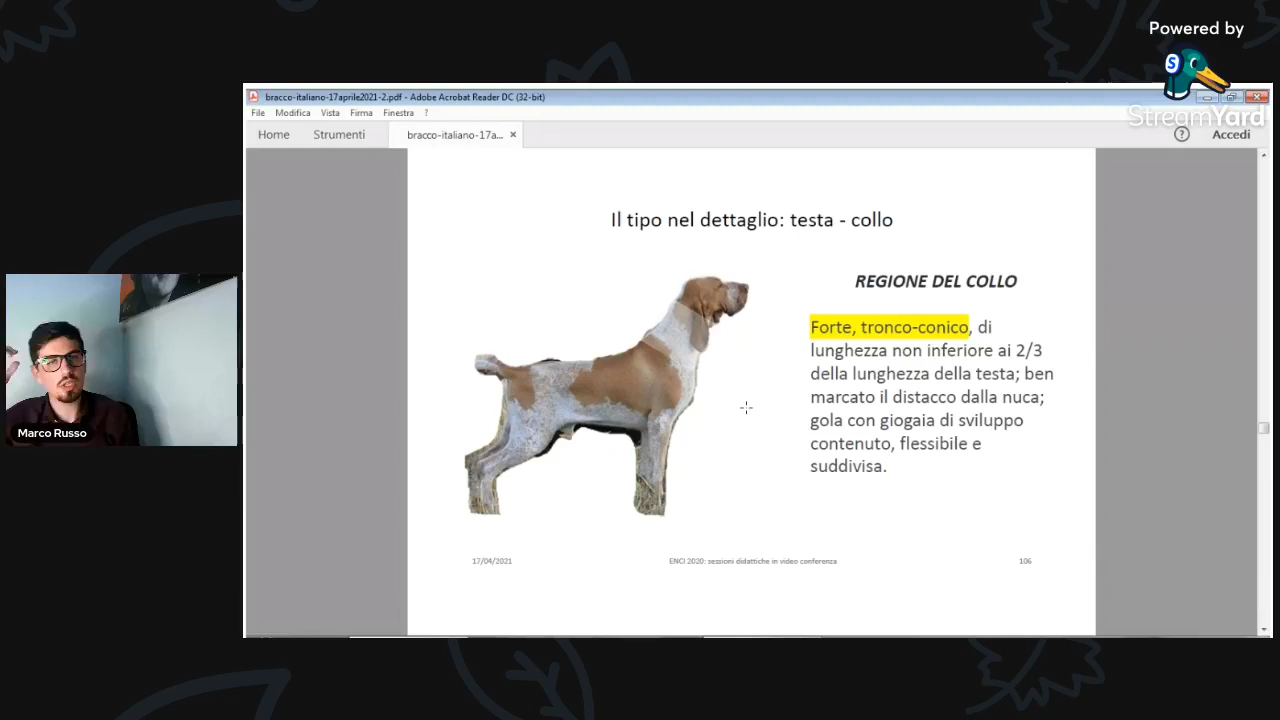 Powered by
StreamYard
bracco-italiano-17aprile2021-2.pdf - Adobe Acrobat Reader DC (32-bit)
File Modifica Vista Firma Finestra ?
Home Strumenti bracco-italiano-17a... × ? Accedi
Il tipo nel dettaglio: testa - collo
REGIONE DEL COLLO
Forte, tronco-conico, di
lunghezza non inferiore ai 2/3
della lunghezza della testa; ben
marcato il distacco dalla nuca;
gola con giogaia di sviluppo
contenuto, flessibile e
suddivisa.
17/04/2021 ENCI 2020: sessioni didattiche in video conferenza 106
Marco Russo